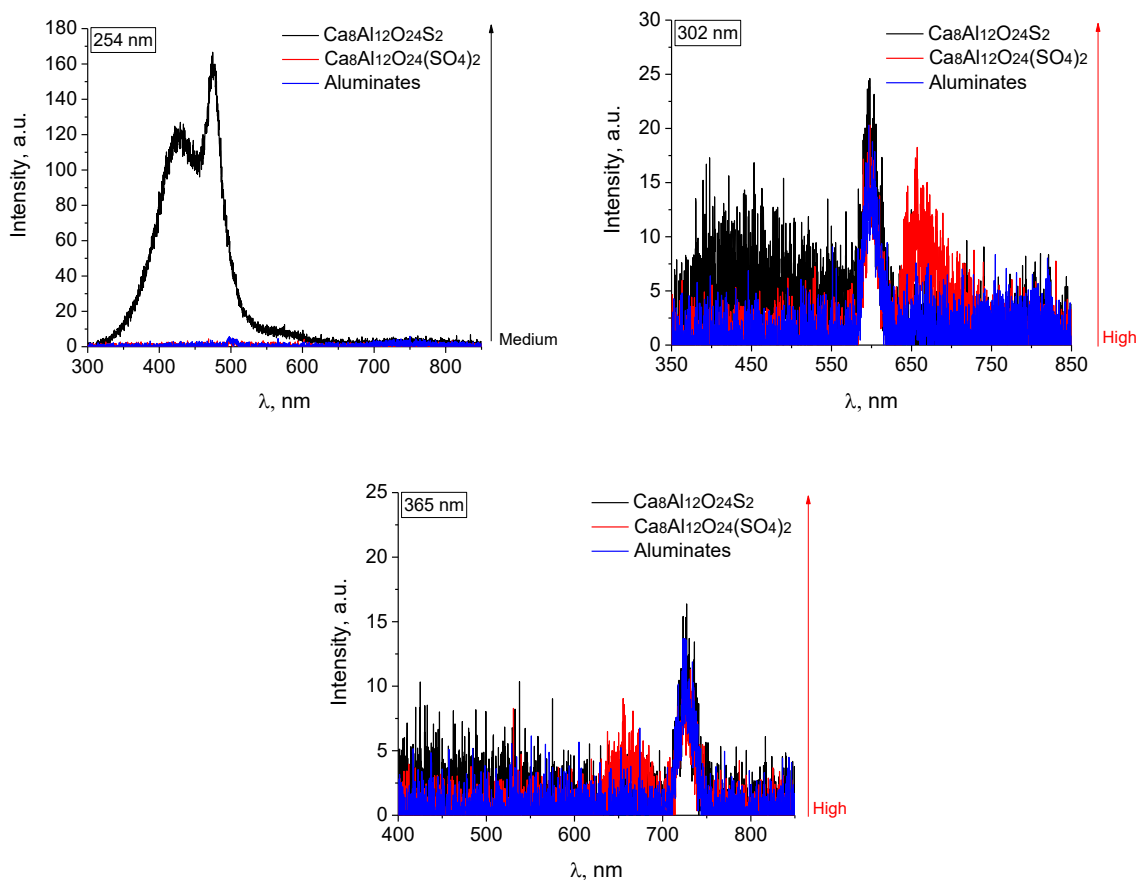 254 nm
Ca8Al12O24S2
Ca8Al12O24(SO4)2
Aluminates
180
160
140
120
100
80
60
40
20
0
Intensity, a.u.
300 400 500 600 700 800
λ, nm
Medium
302 nm
Ca8Al12O24S2
Ca8Al12O24(SO4)2
Aluminates
30
25
20
15
10
5
0
Intensity, a.u.
350 450 550 650 750 850
λ, nm
High
365 nm
Ca8Al12O24S2
Ca8Al12O24(SO4)2
Aluminates
25
20
15
10
5
0
Intensity, a.u.
400 500 600 700 800
λ, nm
High